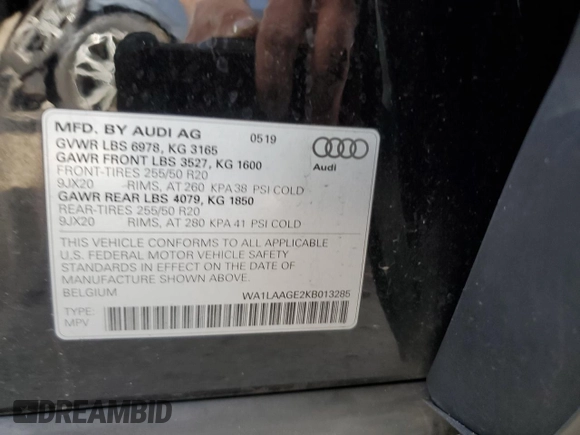 MFD. BY AUDI AG 0519
GVWR LBS 6978, KG 3165
GAWR FRONT LBS 3527, KG 1600
FRONT-TIRES 255/50 R20
9JX20 -RIMS, AT 260 KPA38 PSI COLD
GAWR REAR LBS 4079, KG 1850
REAR-TIRES 255/50 R20
9JX20 RIMS, AT 280 KPA 41 PSI COLD
Audi
THIS VEHICLE CONFORMS TO ALL APPLICABLE
U.S. FEDERAL MOTOR VEHICLE SAFETY
STANDARDS IN EFFECT ON THE DATE OF
MANUFACTURE SHOWN ABOVE.
BELGIUM WA1LAAGE2KB013285
TYPE:
MPV
DREAMBID